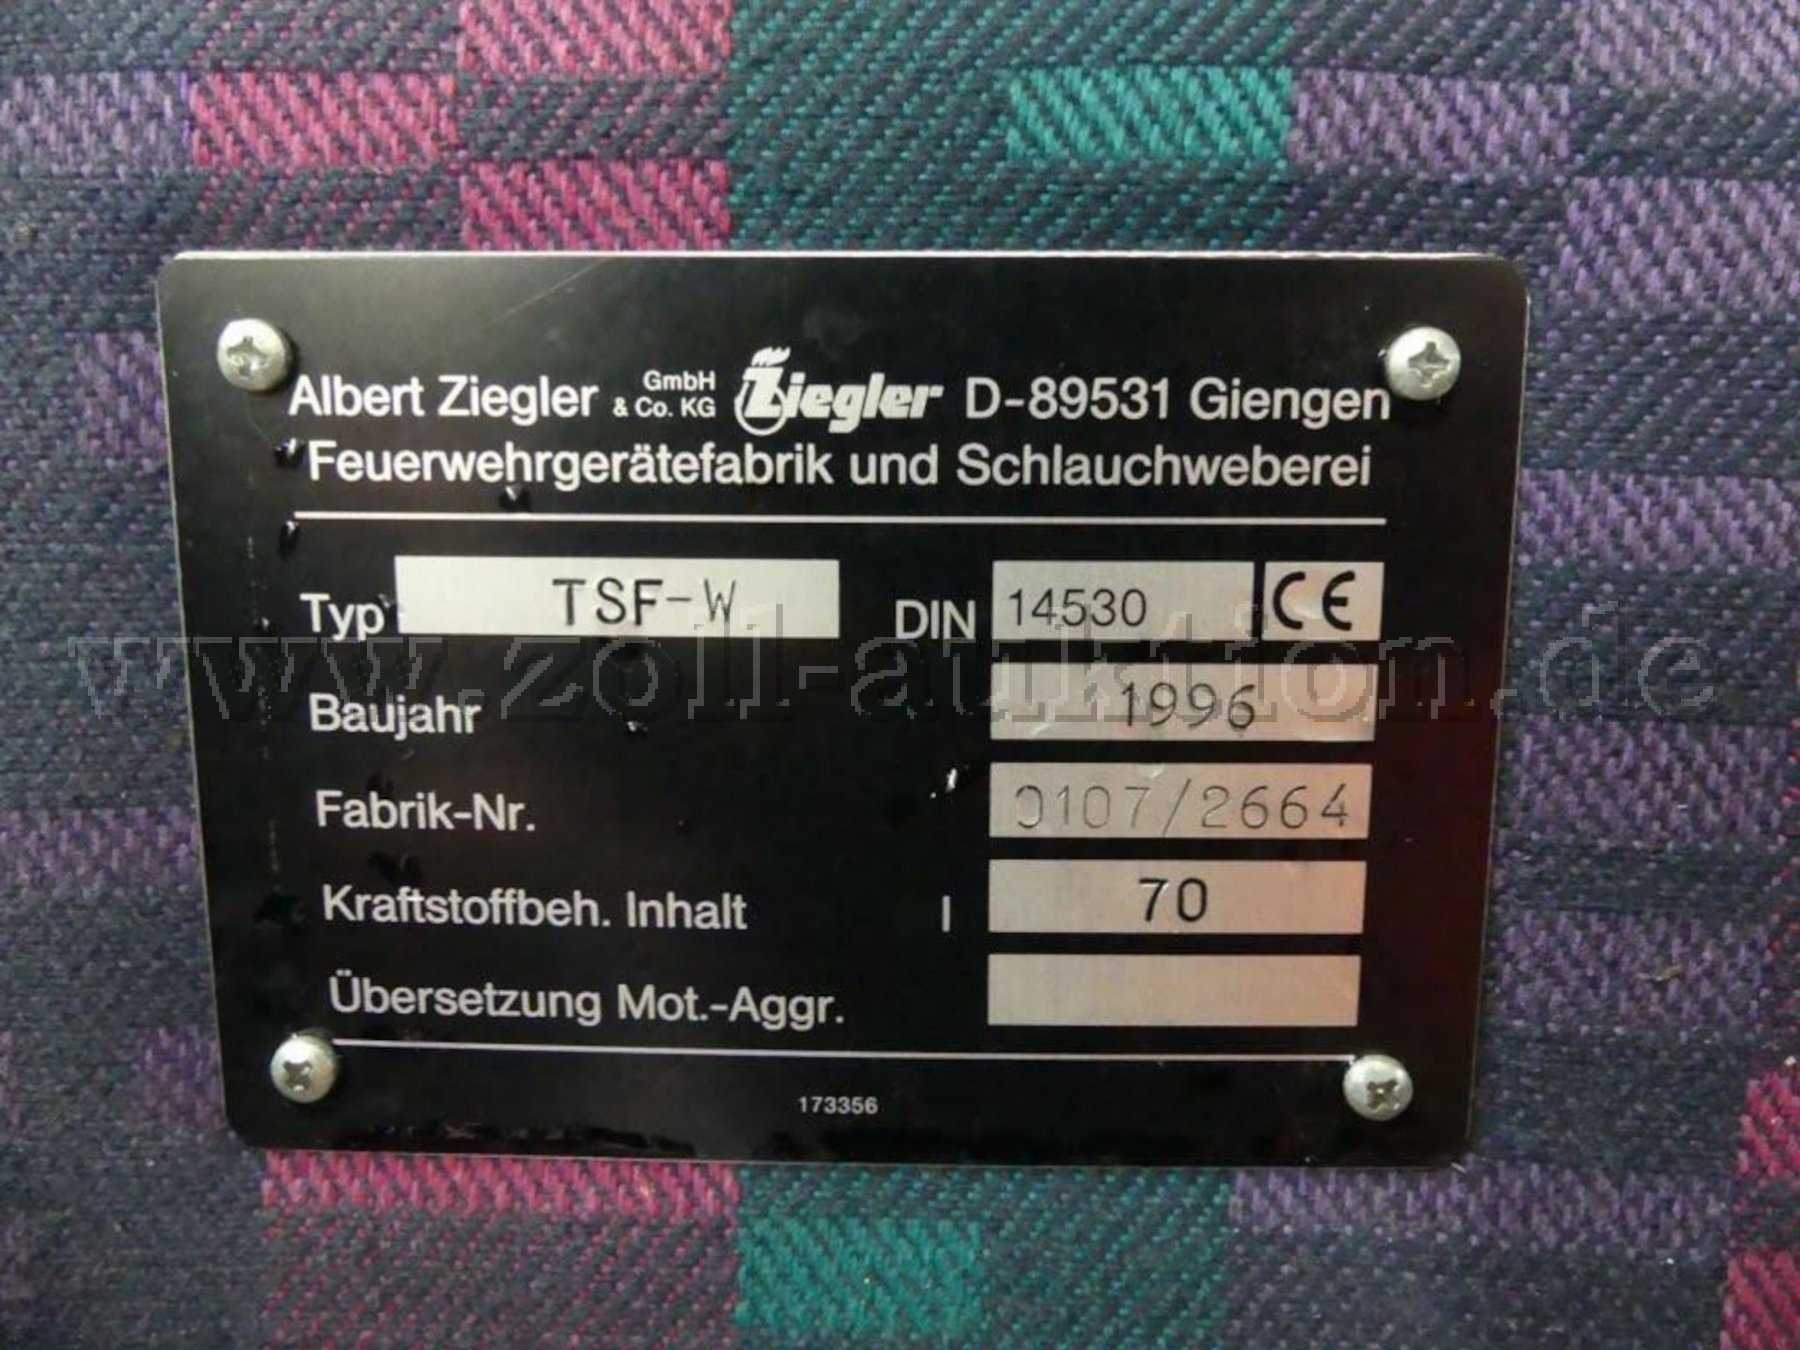 Albert Ziegler GmbH & Co. KG Ziegler D-89531 Giengen
Feuerwehrgerätefabrik und Schlauchweberei
Typ TSF-W DIN 14530 CE
www.zoll-auktion.de
Baujahr 1996
Fabrik-Nr. 0107/2664
Kraftstoffbeh. Inhalt l 70
Übersetzung Mot.-Aggr.
173356